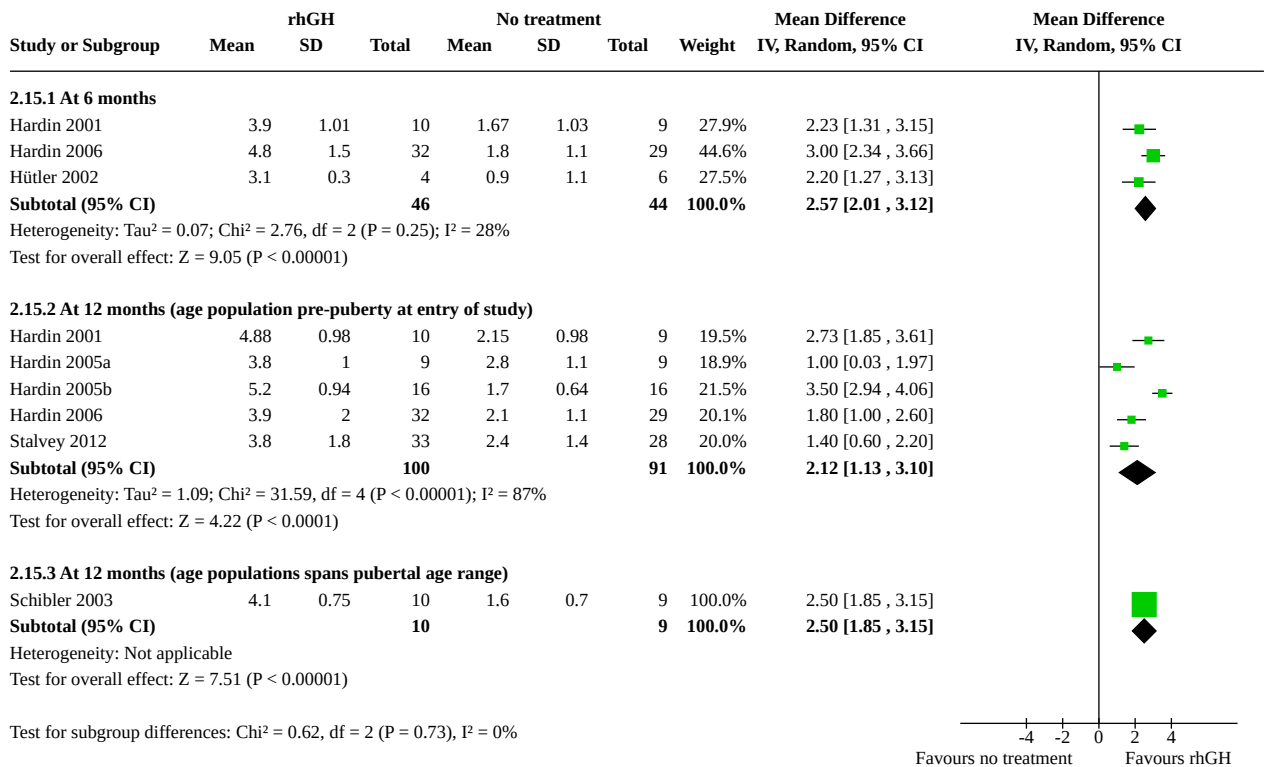 rhGH No treatment Mean Difference Mean Difference
Study or Subgroup Mean SD Total Mean SD Total Weight IV, Random, 95% CI IV, Random, 95% CI
2.15.1 At 6 months
Hardin 2001 3.9 1.01 10 1.67 1.03 9 27.9% 2.23 [1.31 , 3.15]
Hardin 2006 4.8 1.5 32 1.8 1.1 29 44.6% 3.00 [2.34 , 3.66]
Hütler 2002 3.1 0.3 4 0.9 1.1 6 27.5% 2.20 [1.27 , 3.13]
Subtotal (95% CI) 46 44 100.0% 2.57 [2.01 , 3.12]
Heterogeneity: Tau² = 0.07; Chi² = 2.76, df = 2 (P = 0.25); I² = 28%
Test for overall effect: Z = 9.05 (P < 0.00001)
2.15.2 At 12 months (age population pre-puberty at entry of study)
Hardin 2001 4.88 0.98 10 2.15 0.98 9 19.5% 2.73 [1.85 , 3.61]
Hardin 2005a 3.8 1 9 2.8 1.1 9 18.9% 1.00 [0.03 , 1.97]
Hardin 2005b 5.2 0.94 16 1.7 0.64 16 21.5% 3.50 [2.94 , 4.06]
Hardin 2006 3.9 2 32 2.1 1.1 29 20.1% 1.80 [1.00 , 2.60]
Stalvey 2012 3.8 1.8 33 2.4 1.4 28 20.0% 1.40 [0.60 , 2.20]
Subtotal (95% CI) 100 91 100.0% 2.12 [1.13 , 3.10]
Heterogeneity: Tau² = 1.09; Chi² = 31.59, df = 4 (P < 0.00001); I² = 87%
Test for overall effect: Z = 4.22 (P < 0.0001)
2.15.3 At 12 months (age populations spans pubertal age range)
Schibler 2003 4.1 0.75 10 1.6 0.7 9 100.0% 2.50 [1.85 , 3.15]
Subtotal (95% CI) 10 9 100.0% 2.50 [1.85 , 3.15]
Heterogeneity: Not applicable
Test for overall effect: Z = 7.51 (P < 0.00001)
Test for subgroup differences: Chi² = 0.62, df = 2 (P = 0.73), I² = 0%
-4 -2 0 2 4
Favours no treatment Favours rhGH